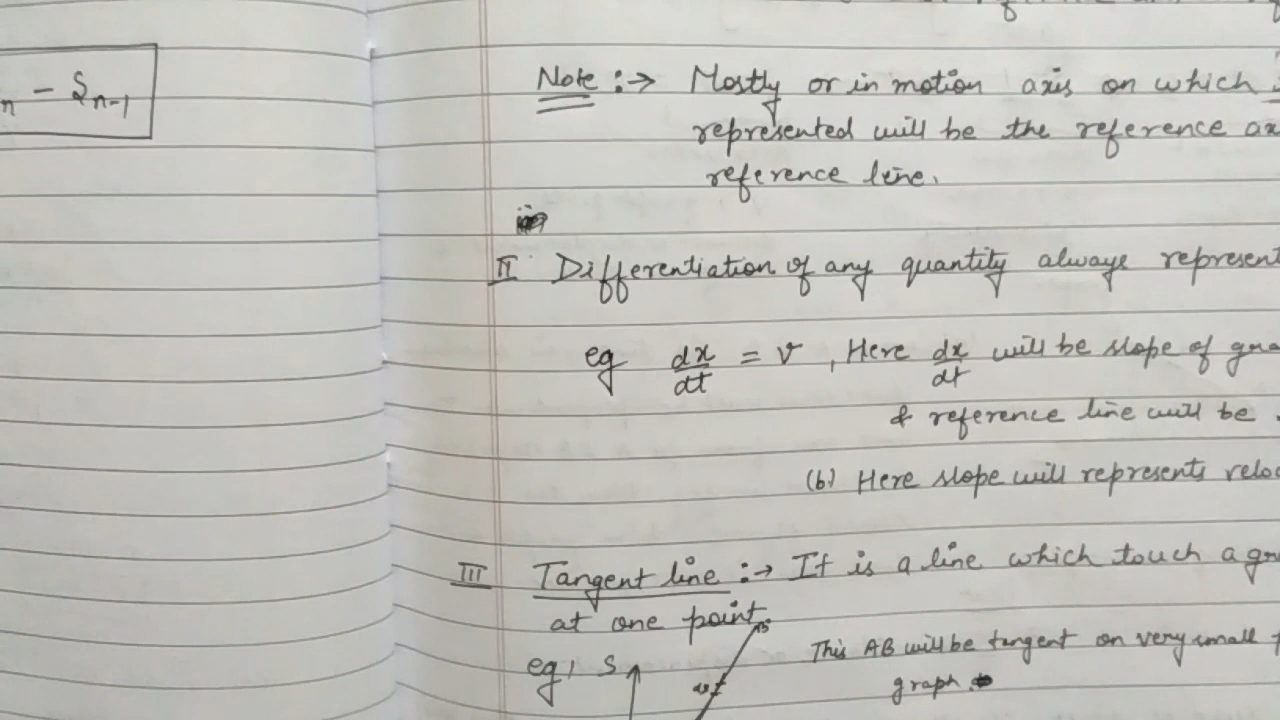 n - Sn-1
Note :→ Mostly or in motion axis on which
represented will be the reference
reference line.
II Differentiation of any quantity always represent
eg dx/dt = v , Here dx/dt will be slope of
& reference line will be
(b) Here slope will represents
III Tangent line :→ It is a line which touch a
at one point
eg, S
This AB will be tangent on very small
graph.